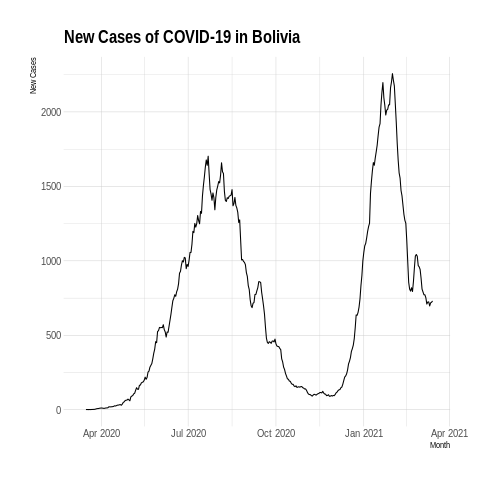 New Cases of COVID-19 in Bolivia
New Cases
2000
1500
1000
500
0
Apr 2020 Jul 2020 Oct 2020 Jan 2021 Apr 2021
Month